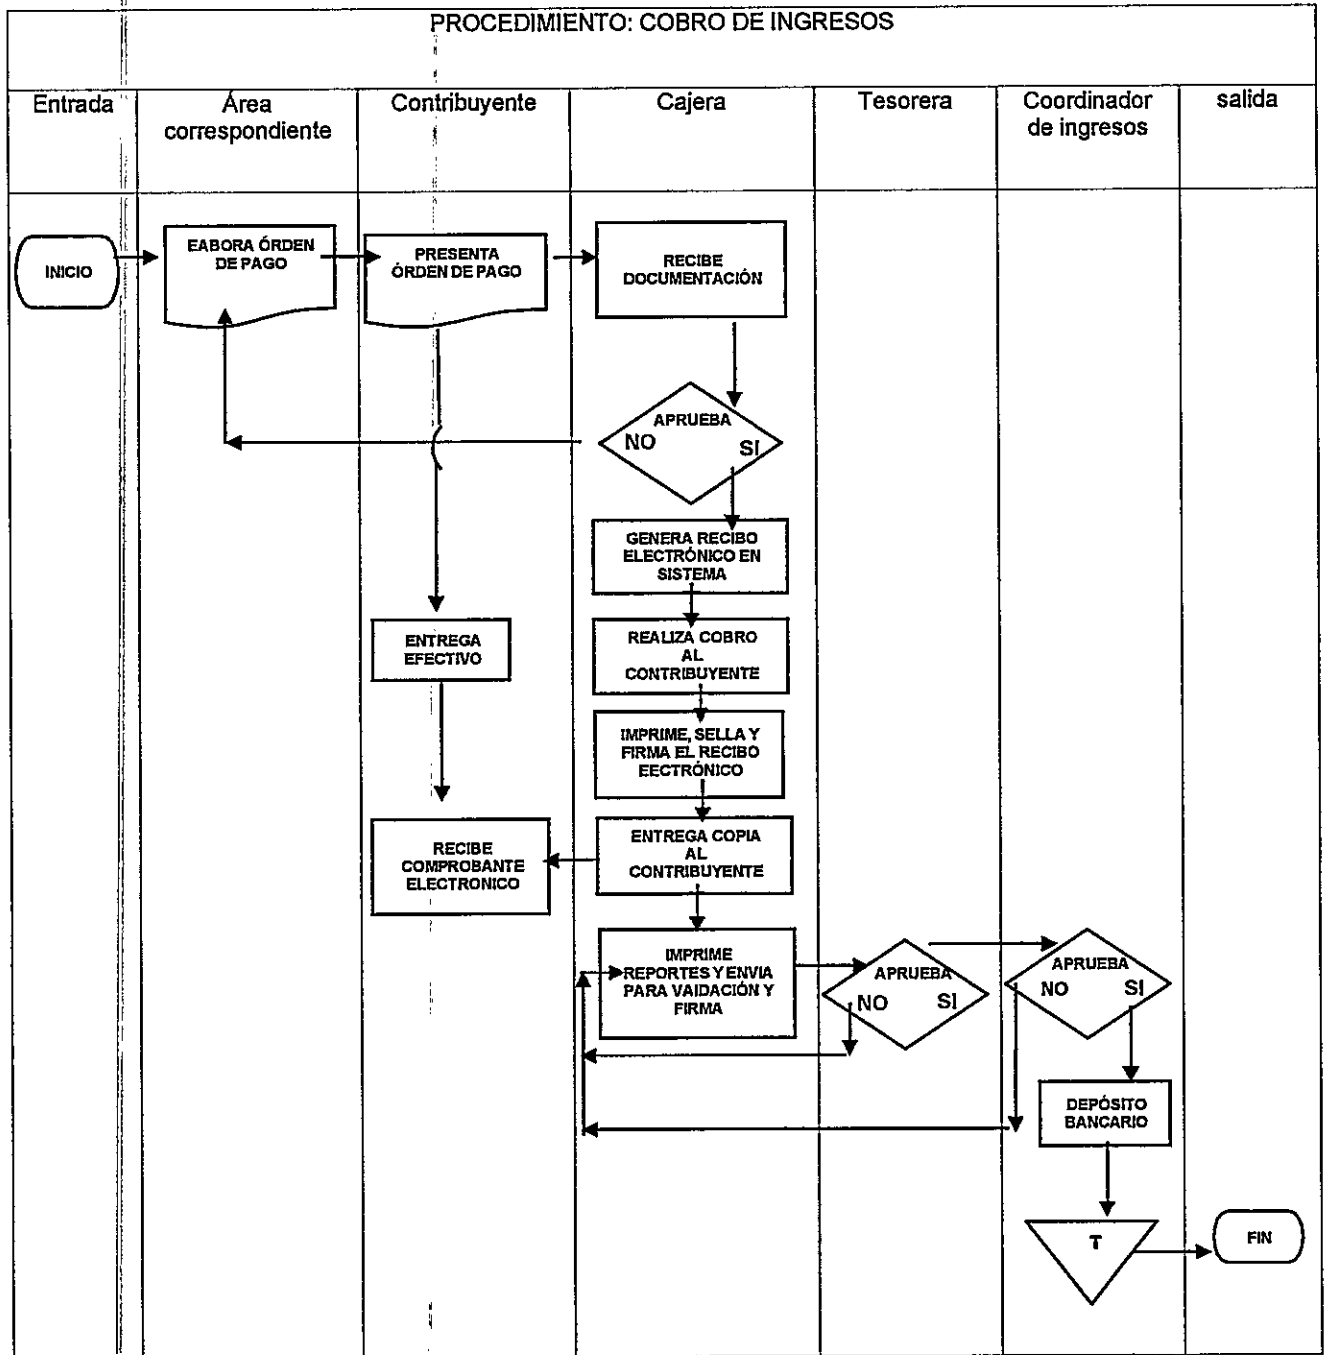 PROCEDIMIENTO: COBRO DE INGRESOS
Entrada
Área
correspondiente
Contribuyente
Cajera
Tesorera
Coordinador
de ingresos
salida
INICIO
EABORA ÓRDEN
DE PAGO
PRESENTA
ÓRDEN DE PAGO
RECIBE
DOCUMENTACIÓN
APRUEBA
NO
SI
GENERA RECIBO
ELECTRÓNICO EN
SISTEMA
ENTREGA
EFECTIVO
REALIZA COBRO
AL
CONTRIBUYENTE
IMPRIME, SELLA Y
FIRMA EL RECIBO
EECTRÓNICO
ENTREGA COPIA
AL
CONTRIBUYENTE
RECIBE
COMPROBANTE
ELECTRONICO
IMPRIME
REPORTES Y ENVIA
PARA VAIDACIÓN Y
FIRMA
APRUEBA
NO
SI
APRUEBA
NO
SI
DEPÓSITO
BANCARIO
T
FIN